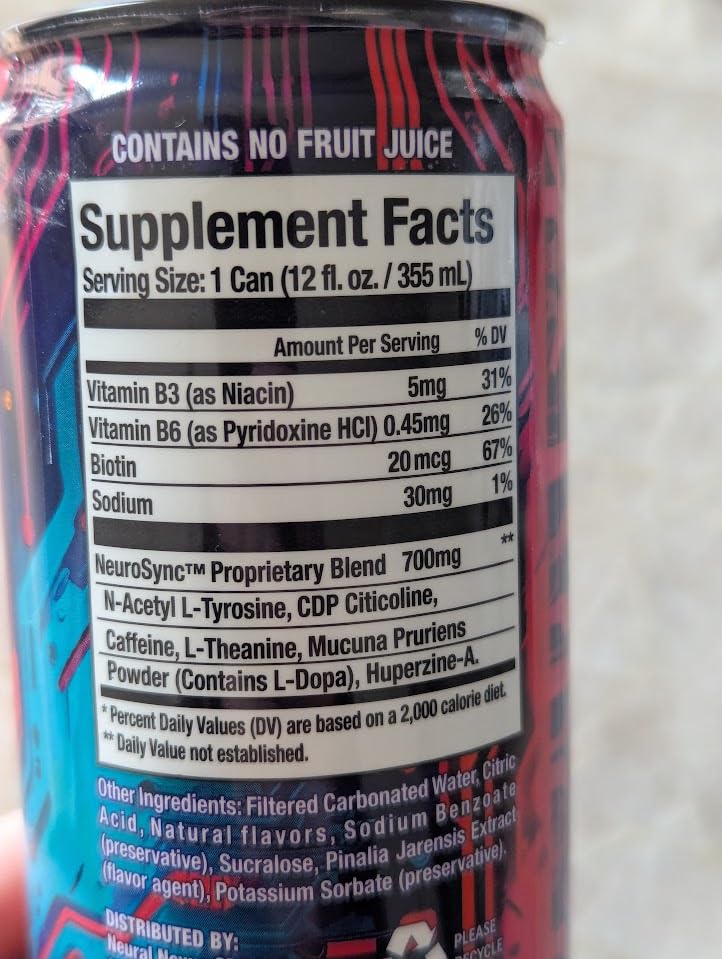 CONTAINS NO FRUIT JUICE
Supplement Facts
Serving Size: 1 Can (12 fl. oz. / 355 mL)
Amount Per Serving % DV
Vitamin B3 (as Niacin) 5mg 31%
Vitamin B6 (as Pyridoxine HCl) 0.45mg 26%
Biotin 20 mcg 67%
Sodium 30mg 1%
NeuroSync™ Proprietary Blend 700mg **
N-Acetyl L-Tyrosine, CDP Citicoline,
Caffeine, L-Theanine, Mucuna Pruriens
Powder (Contains L-Dopa), Huperzine-A.
* Percent Daily Values (DV) are based on a 2,000 calorie diet.
** Daily Value not established.
Other Ingredients: Filtered Carbonated Water, Citric
Acid, Natural flavors, Sodium Benzoate
(preservative), Sucralose, Pinalia Jarensis Extract
(flavor agent), Potassium Sorbate (preservative).
DISTRIBUTED BY:
Neural
PLEASE
RECYCLE